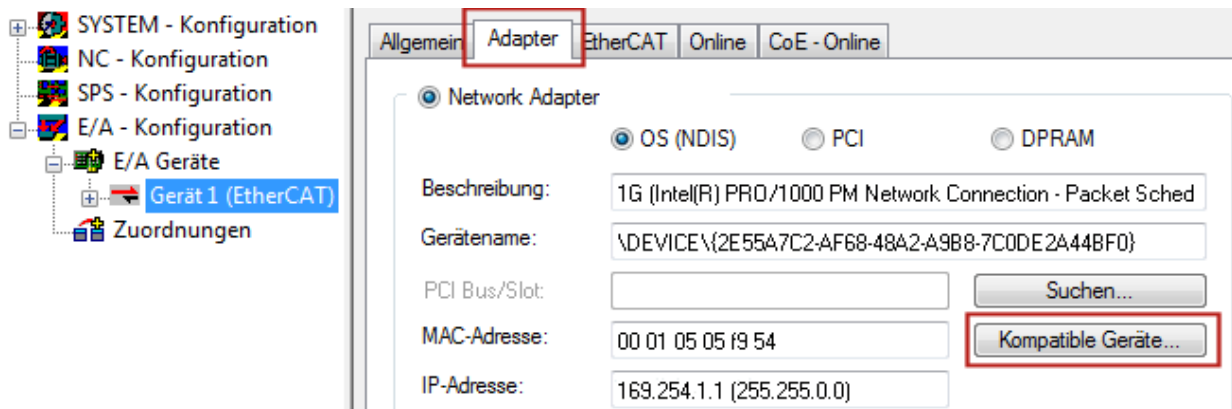 SYSTEM - Konfiguration
NC - Konfiguration
SPS - Konfiguration
E/A - Konfiguration
E/A Geräte
Gerät 1 (EtherCAT)
Zuordnungen
Allgemein Adapter EtherCAT Online CoE - Online
Network Adapter
OS (NDIS) PCI DPRAM
Beschreibung: 1G (Intel(R) PRO/1000 PM Network Connection - Packet Sched
Gerätename: \DEVICE\{2E55A7C2-AF68-48A2-A9B8-7C0DE2A44BF0}
PCI Bus/Slot: Suchen...
MAC-Adresse: 00 01 05 05 f9 54 Kompatible Geräte...
IP-Adresse: 169.254.1.1 (255.255.0.0)